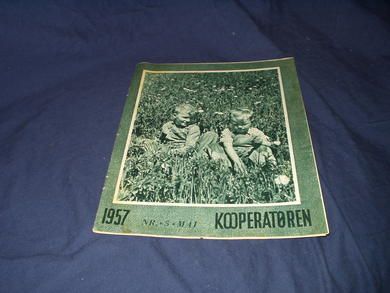 1957 NR. • 5 • MAI KOOPERATØREN